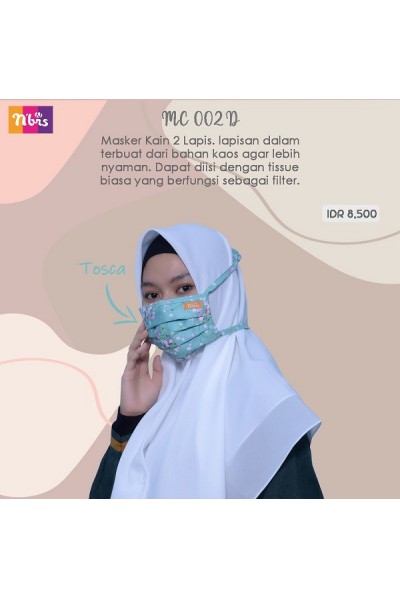 Nbrs
MC 002 D
Masker Kain 2 Lapis. lapisan dalam
terbuat dari bahan kaos agar lebih
nyaman. Dapat diisi dengan tissue
biasa yang berfungsi sebagai filter.
IDR 8,500
Tosca
Nbrs